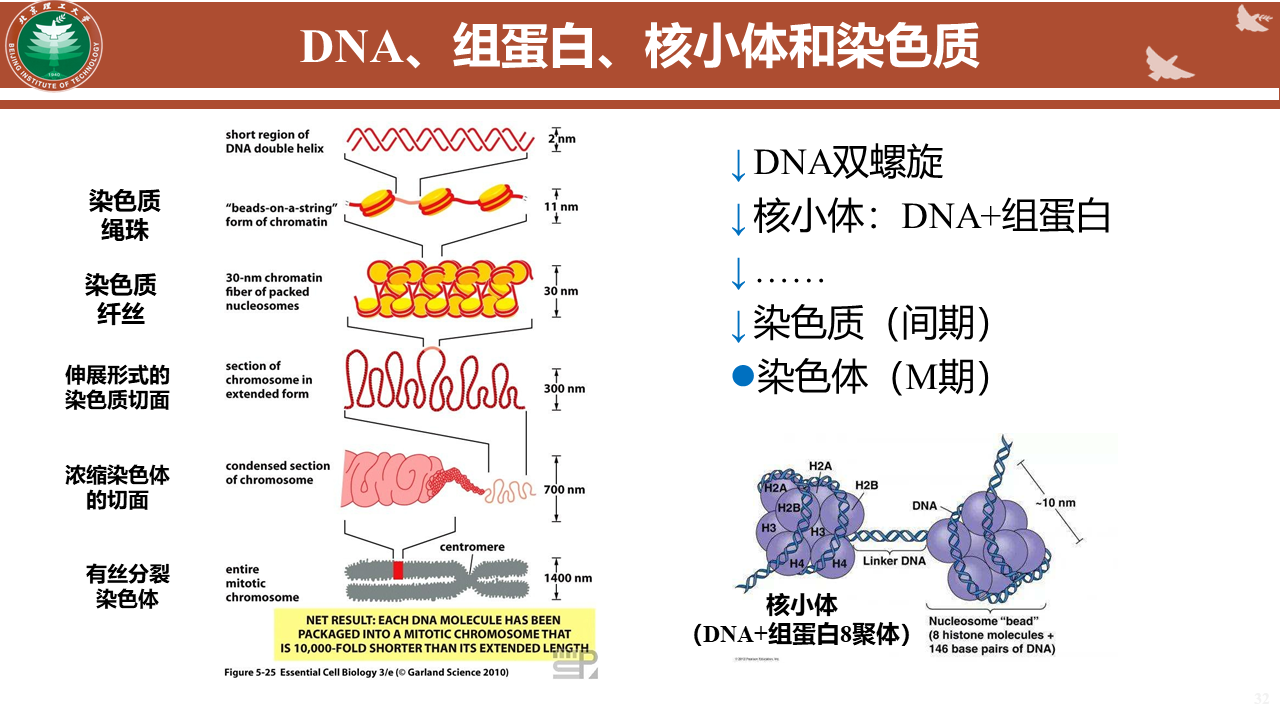 北京理工大学
BEIJING INSTITUTE OF TECHNOLOGY
1940
DNA、组蛋白、核小体和染色质
short region of
DNA double helix
2 nm
染色质
绳珠
“beads-on-a-string”
form of chromatin
11 nm
染色质
纤丝
30-nm chromatin
fiber of packed
nucleosomes
30 nm
伸展形式的
染色质切面
section of
chromosome in
extended form
300 nm
浓缩染色体
的切面
condensed section
of chromosome
700 nm
centromere
有丝分裂
染色体
entire
mitotic
chromosome
1400 nm
NET RESULT: EACH DNA MOLECULE HAS BEEN
PACKAGED INTO A MITOTIC CHROMOSOME THAT
IS 10,000-FOLD SHORTER THAN ITS EXTENDED LENGTH
Figure 5-25 Essential Cell Biology 3/e (© Garland Science 2010)
↓DNA双螺旋
↓核小体：DNA+组蛋白
↓……
↓染色质（间期）
●染色体（M期）
H2A
H2A
H2B
H2B
H3
H3
H4
H4
DNA
~10 nm
Linker DNA
核小体
（DNA+组蛋白8聚体）
Nucleosome “bead”
(8 histone molecules +
146 base pairs of DNA)
32